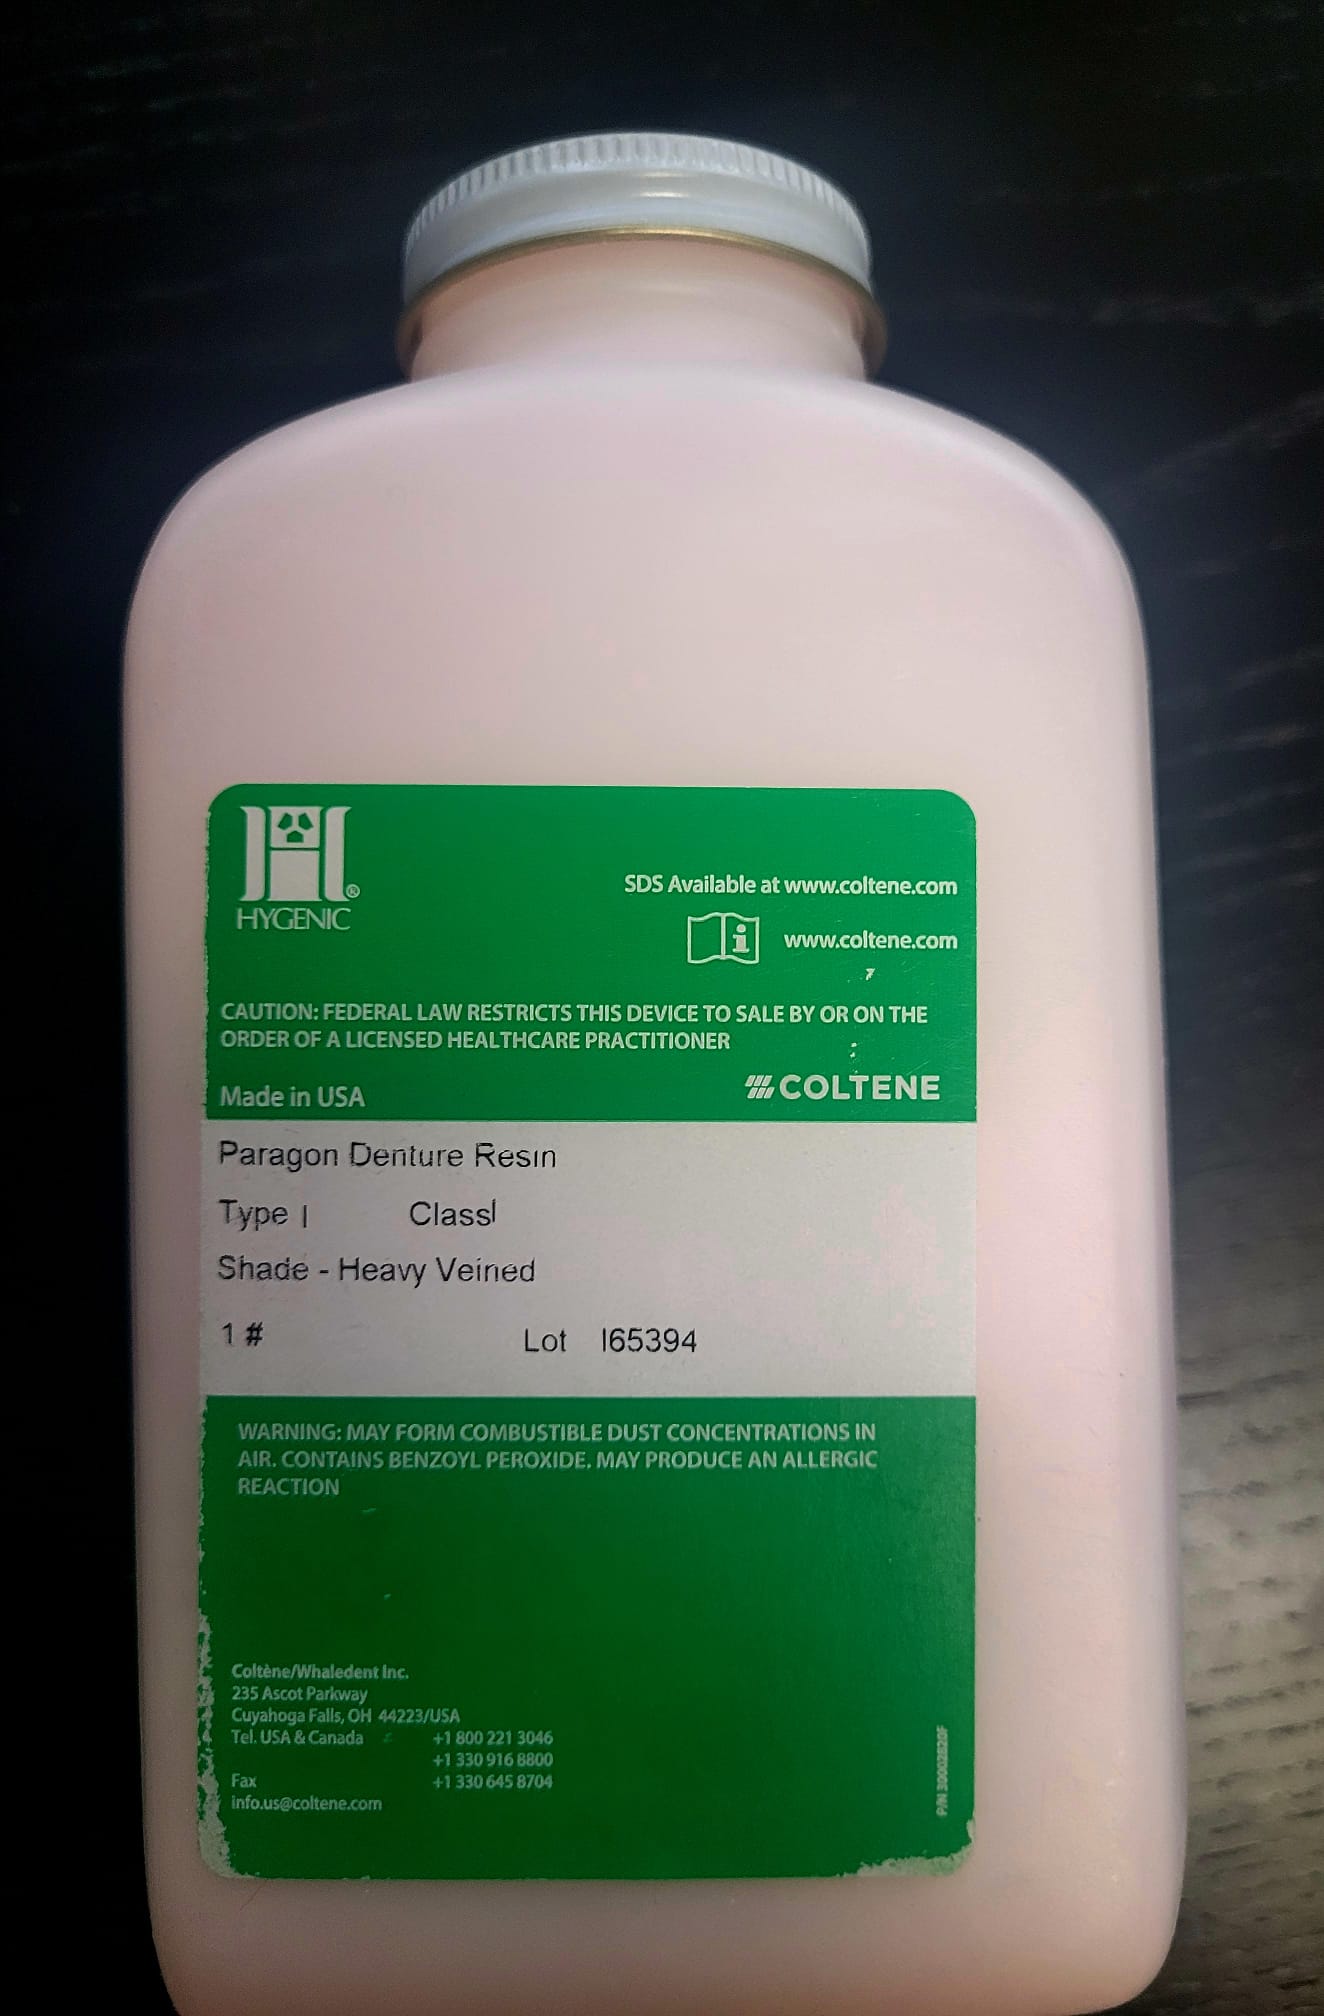 HYGENIC
SDS Available at www.coltene.com
www.coltene.com
CAUTION: FEDERAL LAW RESTRICTS THIS DEVICE TO SALE BY OR ON THE
ORDER OF A LICENSED HEALTHCARE PRACTITIONER
Made in USA
COLTENE
Paragon Denture Resin
Type I Class I
Shade - Heavy Veined
1 # Lot I65394
WARNING: MAY FORM COMBUSTIBLE DUST CONCENTRATIONS IN
AIR. CONTAINS BENZOYL PEROXIDE. MAY PRODUCE AN ALLERGIC
REACTION
Coltène/Whaledent Inc.
235 Ascot Parkway
Cuyahoga Falls, OH 44223/USA
Tel. USA & Canada +1 800 221 3046
+1 330 916 8800
Fax +1 330 645 8704
info.us@coltene.com
P/N 30002820F